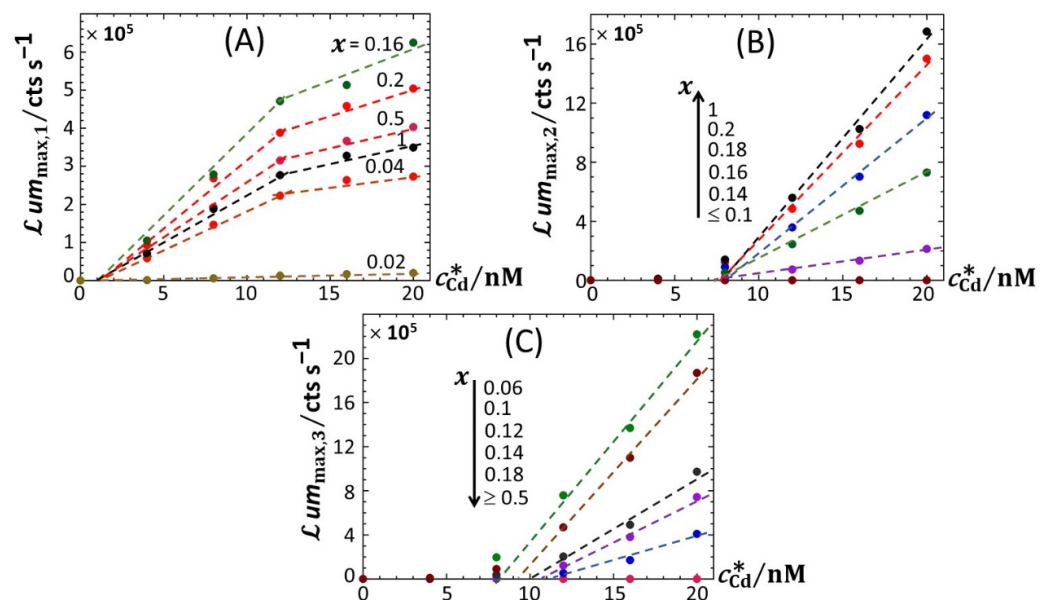 × 10⁵
(A)
ℒum_max,1/cts s⁻¹
6
5
4
3
2
1
0
x = 0.16
0.2
0.5
1
0.04
0.02
0 5 10 15 20
c*_Cd/nM
× 10⁵
(B)
ℒum_max,2/cts s⁻¹
16
12
8
4
0
x
1
0.2
0.18
0.16
0.14
≤ 0.1
0 5 10 15 20
c*_Cd/nM
× 10⁵
(C)
ℒum_max,3/cts s⁻¹
20
16
12
8
4
0
x
0.06
0.1
0.12
0.14
0.18
≥ 0.5
0 5 10 15 20
c*_Cd/nM